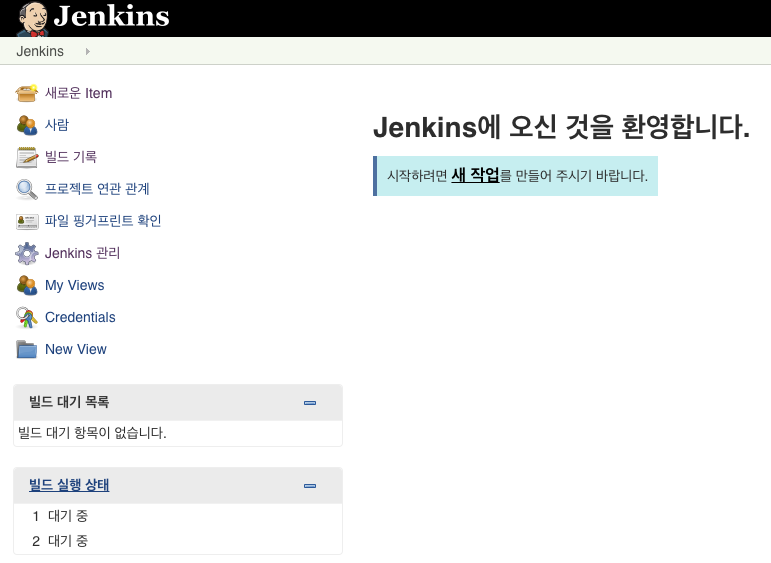 Jenkins
Jenkins
새로운 Item
사람
빌드 기록
프로젝트 연관 관계
파일 핑거프린트 확인
Jenkins 관리
My Views
Credentials
New View
빌드 대기 목록
빌드 대기 항목이 없습니다.
빌드 실행 상태
1 대기 중
2 대기 중
Jenkins에 오신 것을 환영합니다.
시작하려면 새 작업를 만들어 주시기 바랍니다.